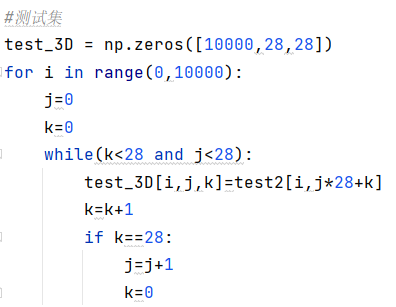 #测试集
test_3D = np.zeros([10000,28,28])
for i in range(0,10000):
    j=0
    k=0
    while(k<28 and j<28):
        test_3D[i,j,k]=test2[i,j*28+k]
        k=k+1
        if k==28:
            j=j+1
            k=0